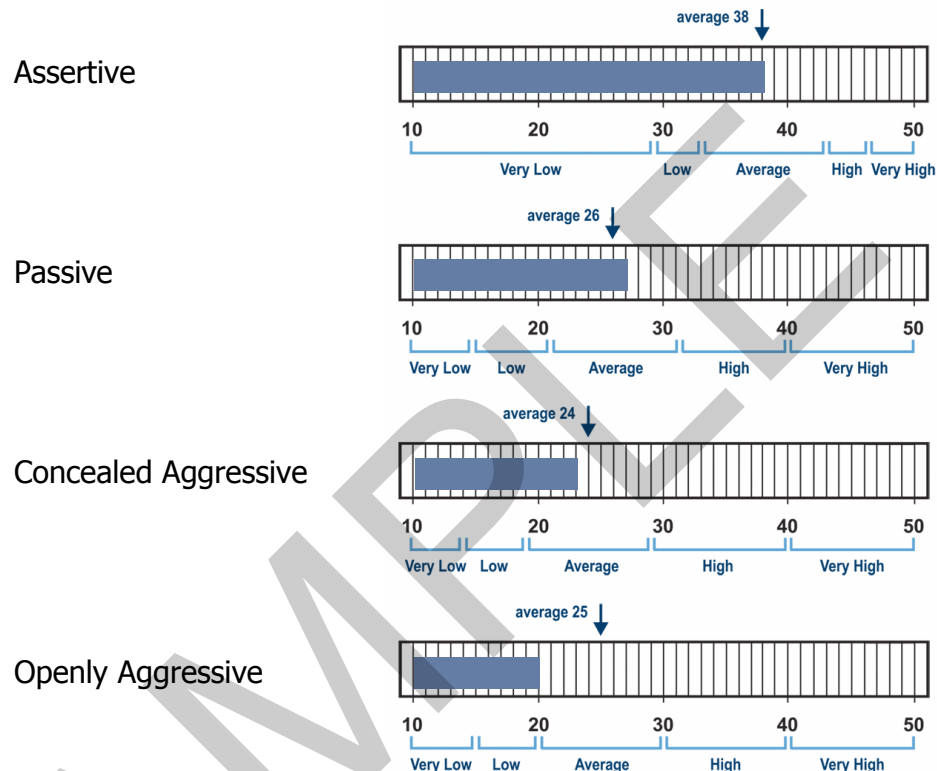 average 38
Assertive
10 20 30 40 50
Very Low Low Average High Very High
average 26
Passive
10 20 30 40 50
Very Low Low Average High Very High
average 24
Concealed Aggressive
10 20 30 40 50
Very Low Low Average High Very High
average 25
Openly Aggressive
10 20 30 40 50
Very Low Low Average High Very High
MPLE